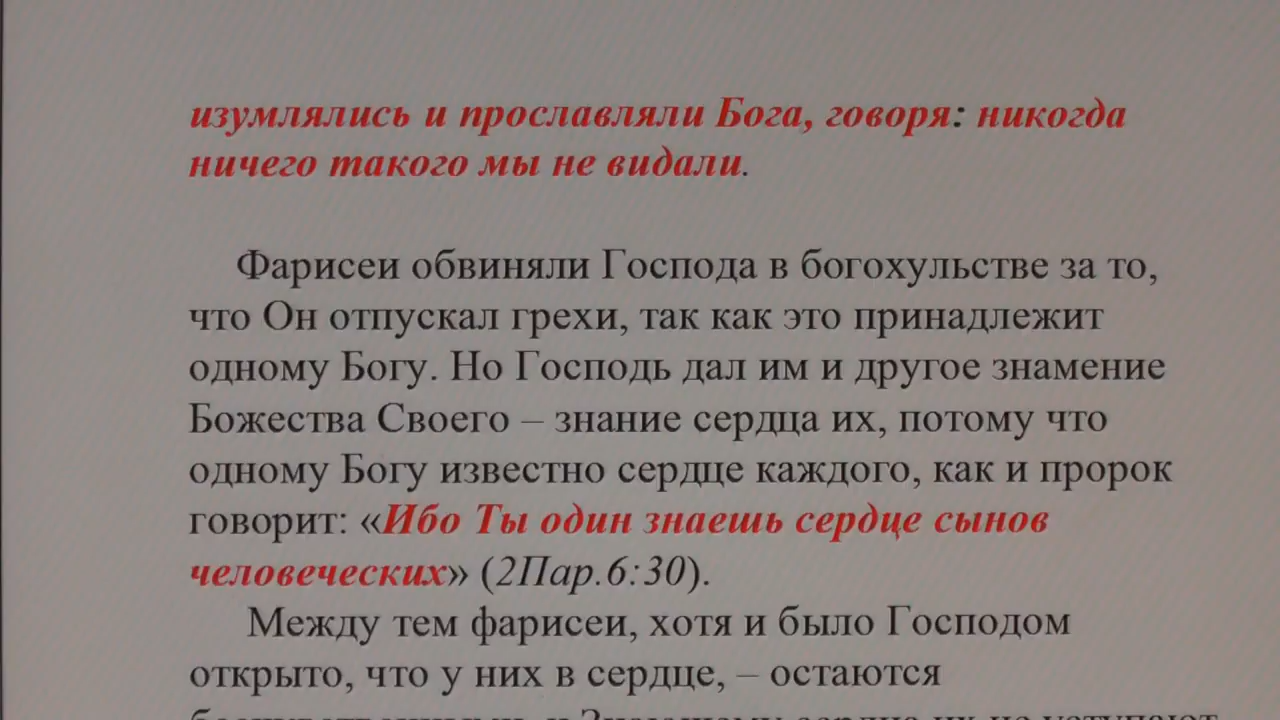 изумлялись и прославляли Бога, говоря: никогда
ничего такого мы не видали.
Фарисеи обвиняли Господа в богохульстве за то,
что Он отпускал грехи, так как это принадлежит
одному Богу. Но Господь дал им и другое знамение
Божества Своего – знание сердца их, потому что
одному Богу известно сердце каждого, как и пророк
говорит: «Ибо Ты один знаешь сердце сынов
человеческих» (2Пар.6:30).
Между тем фарисеи, хотя и было Господом
открыто, что у них в сердце, – остаются